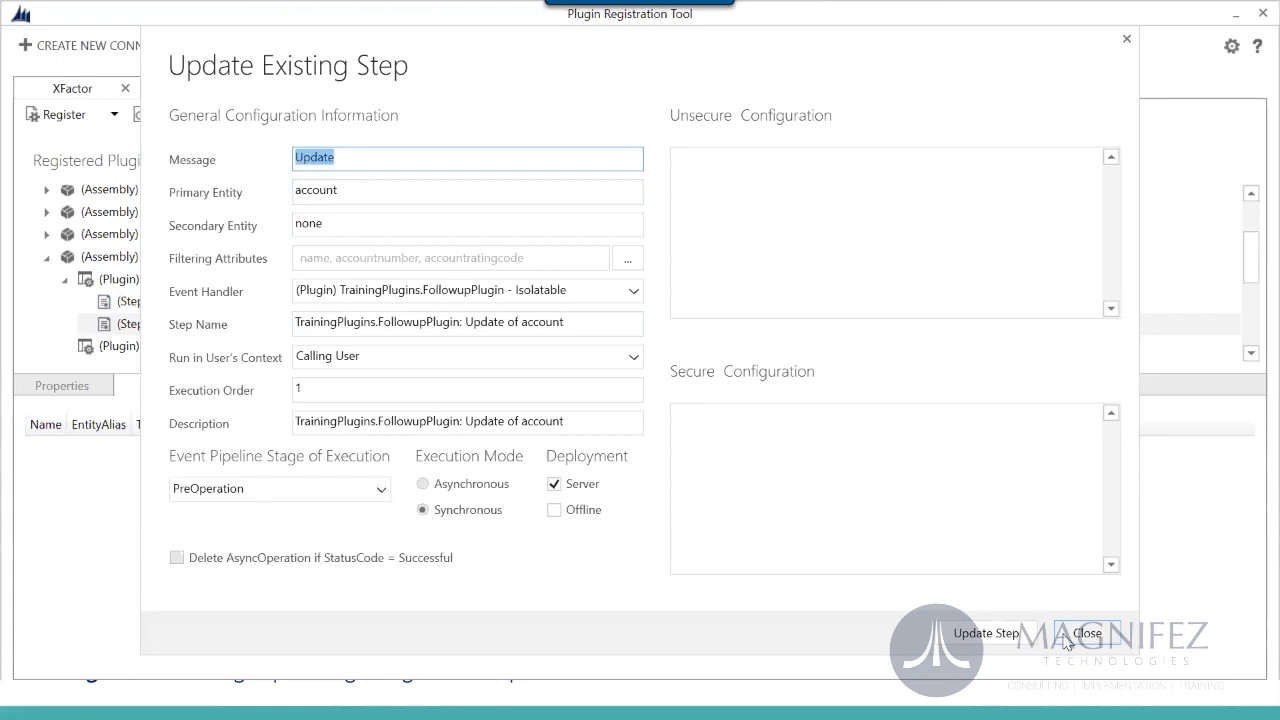 Plugin Registration Tool
CREATE NEW CONN
XFactor
Register
Registered Plugi
(Assembly)
(Assembly)
(Assembly)
(Assembly)
(Plugin)
(Step
(Step
(Plugin)
Properties
Name EntityAlias T
Update Existing Step
General Configuration Information
Message Update
Primary Entity account
Secondary Entity none
Filtering Attributes name, accountnumber, accountratingcode ...
Event Handler (Plugin) TrainingPlugins.FollowupPlugin - Isolatable
Step Name TrainingPlugins.FollowupPlugin: Update of account
Run in User's Context Calling User
Execution Order 1
Description TrainingPlugins.FollowupPlugin: Update of account
Event Pipeline Stage of Execution Execution Mode Deployment
PreOperation
Asynchronous Server
Synchronous Offline
Delete AsyncOperation if StatusCode = Successful
Unsecure Configuration
Secure Configuration
Update Step Close
MAGNIFEZ
TECHNOLOGIES
CONSULTING | IMPLEMENTATION | TRAINING